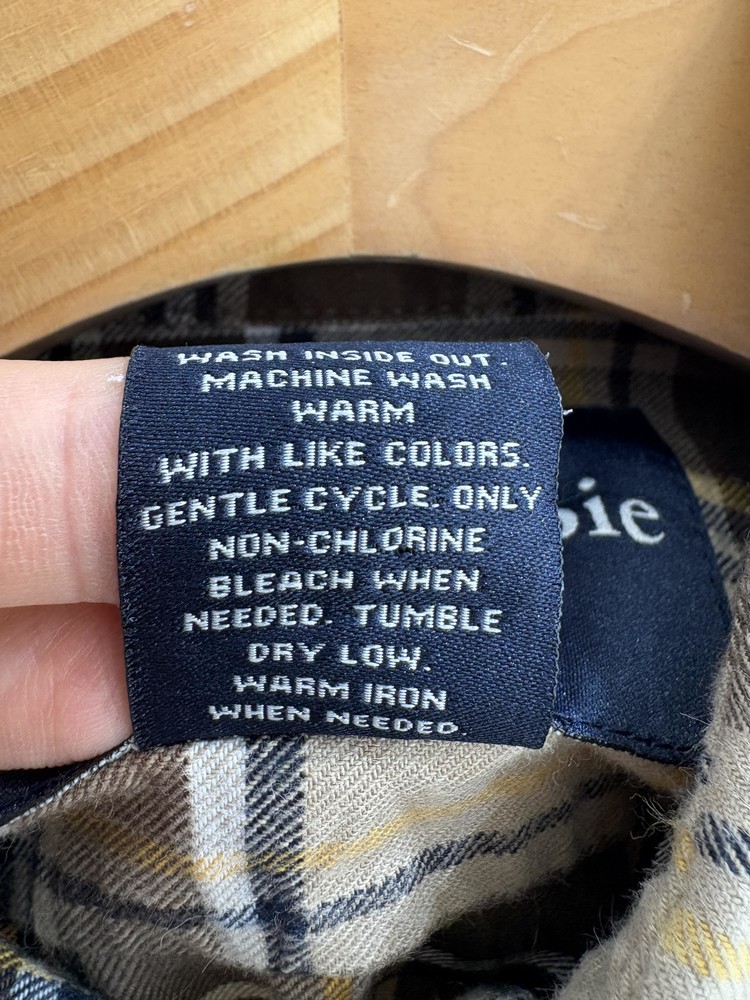 WASH INSIDE OUT.
MACHINE WASH
WARM
WITH LIKE COLORS.
GENTLE CYCLE. ONLY
NON-CHLORINE
BLEACH WHEN
NEEDED. TUMBLE
DRY LOW.
WARM IRON
WHEN NEEDED.